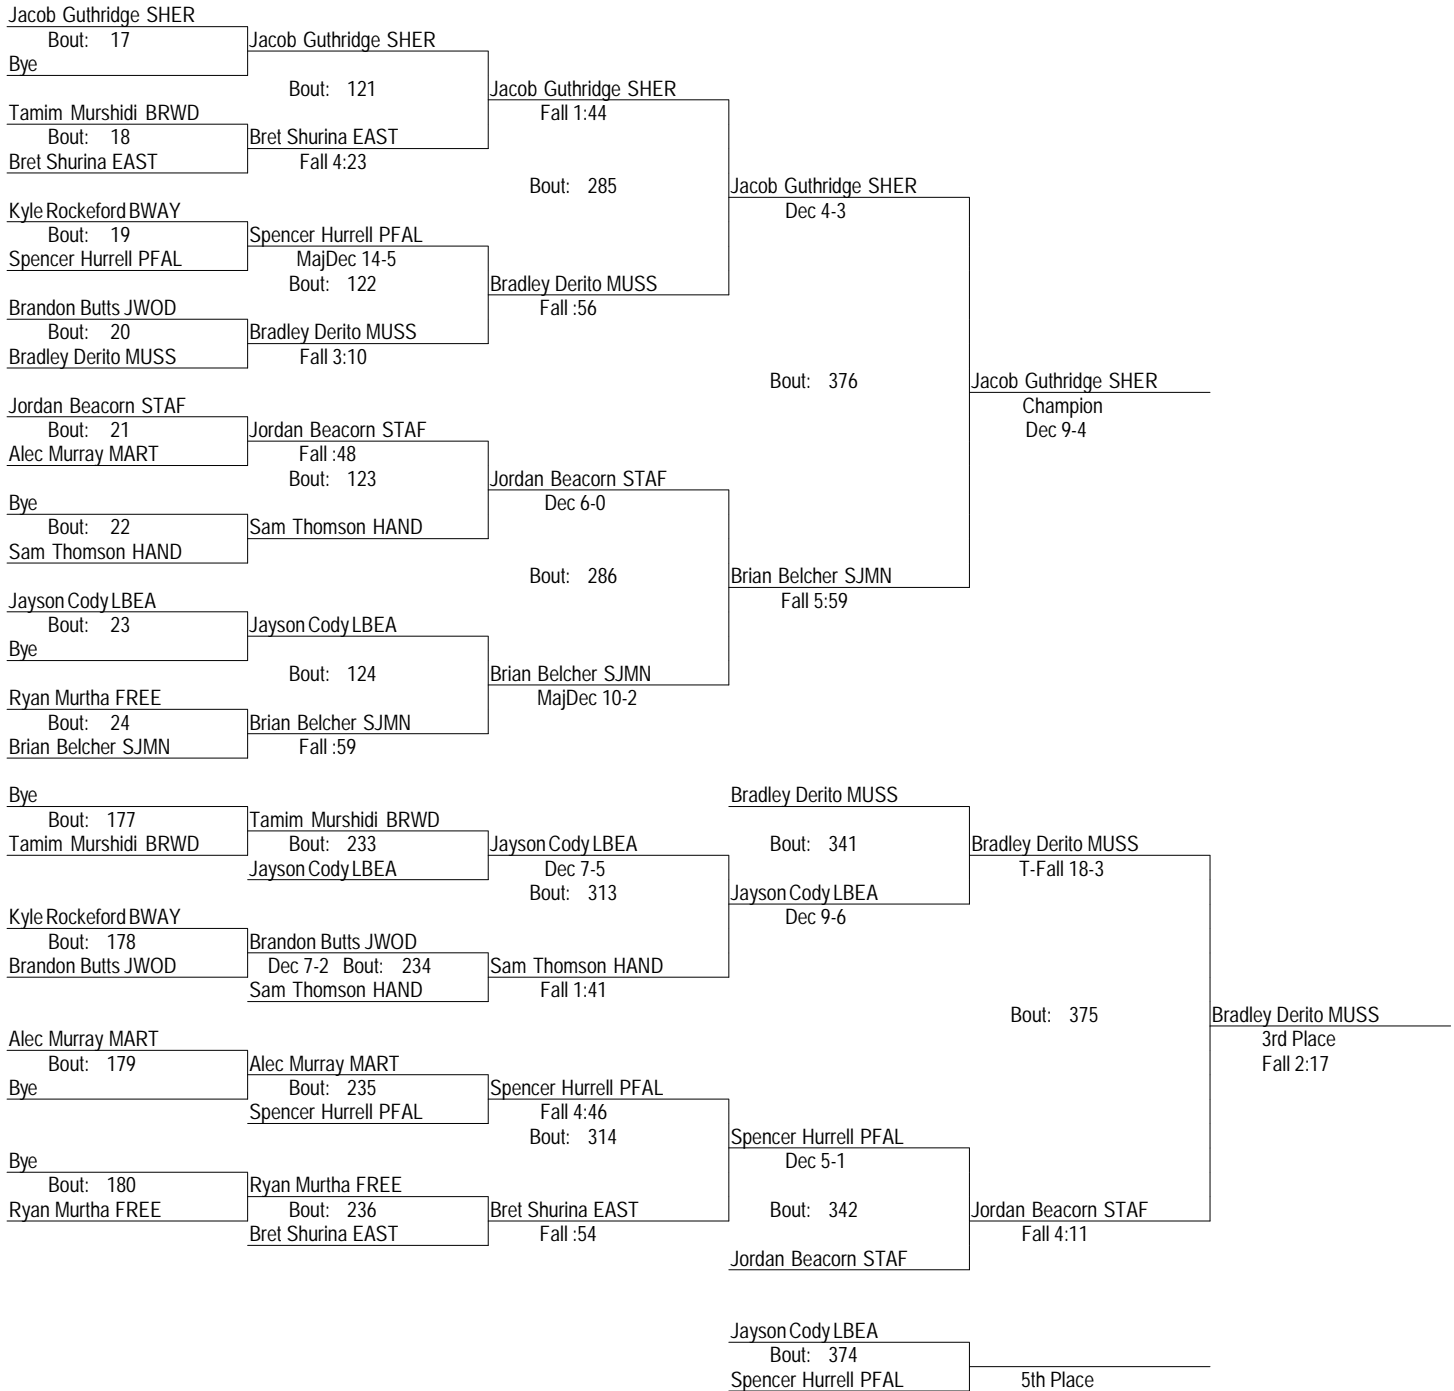 Jacob Guthridge SHER
Bout: 17
Bye
Jacob Guthridge SHER
Bout: 121
Tamim Murshidi BRWD
Bout: 18
Bret Shurina EAST
Bret Shurina EAST
Fall 4:23
Jacob Guthridge SHER
Fall 1:44
Bout: 285
Kyle Rockeford BWAY
Bout: 19
Spencer Hurrell PFAL
Spencer Hurrell PFAL
MajDec 14-5
Bout: 122
Brandon Butts JWOD
Bout: 20
Bradley Derito MUSS
Bradley Derito MUSS
Fall 3:10
Bradley Derito MUSS
Fall :56
Jacob Guthridge SHER
Dec 4-3
Bout: 376
Jordan Beacorn STAF
Bout: 21
Alec Murray MART
Jordan Beacorn STAF
Fall :48
Bout: 123
Bye
Bout: 22
Sam Thomson HAND
Sam Thomson HAND
Jordan Beacorn STAF
Dec 6-0
Bout: 286
Jayson Cody LBEA
Bout: 23
Bye
Jayson Cody LBEA
Bout: 124
Ryan Murtha FREE
Bout: 24
Brian Belcher SJMN
Brian Belcher SJMN
Fall :59
Brian Belcher SJMN
MajDec 10-2
Brian Belcher SJMN
Fall 5:59
Jacob Guthridge SHER
Champion
Dec 9-4
Bye
Bout: 177
Tamim Murshidi BRWD
Tamim Murshidi BRWD
Bout: 233
Jayson Cody LBEA
Jayson Cody LBEA
Dec 7-5
Bout: 313
Kyle Rockeford BWAY
Bout: 178
Brandon Butts JWOD
Brandon Butts JWOD
Dec 7-2 Bout: 234
Sam Thomson HAND
Sam Thomson HAND
Fall 1:41
Bradley Derito MUSS
Bout: 341
Jayson Cody LBEA
Dec 9-6
Bradley Derito MUSS
T-Fall 18-3
Bout: 375
Alec Murray MART
Bout: 179
Bye
Alec Murray MART
Bout: 235
Spencer Hurrell PFAL
Spencer Hurrell PFAL
Fall 4:46
Bout: 314
Bye
Bout: 180
Ryan Murtha FREE
Ryan Murtha FREE
Bout: 236
Bret Shurina EAST
Bret Shurina EAST
Fall :54
Spencer Hurrell PFAL
Dec 5-1
Bout: 342
Jordan Beacorn STAF
Jordan Beacorn STAF
Fall 4:11
Bradley Derito MUSS
3rd Place
Fall 2:17
Jayson Cody LBEA
Bout: 374
Spencer Hurrell PFAL
5th Place